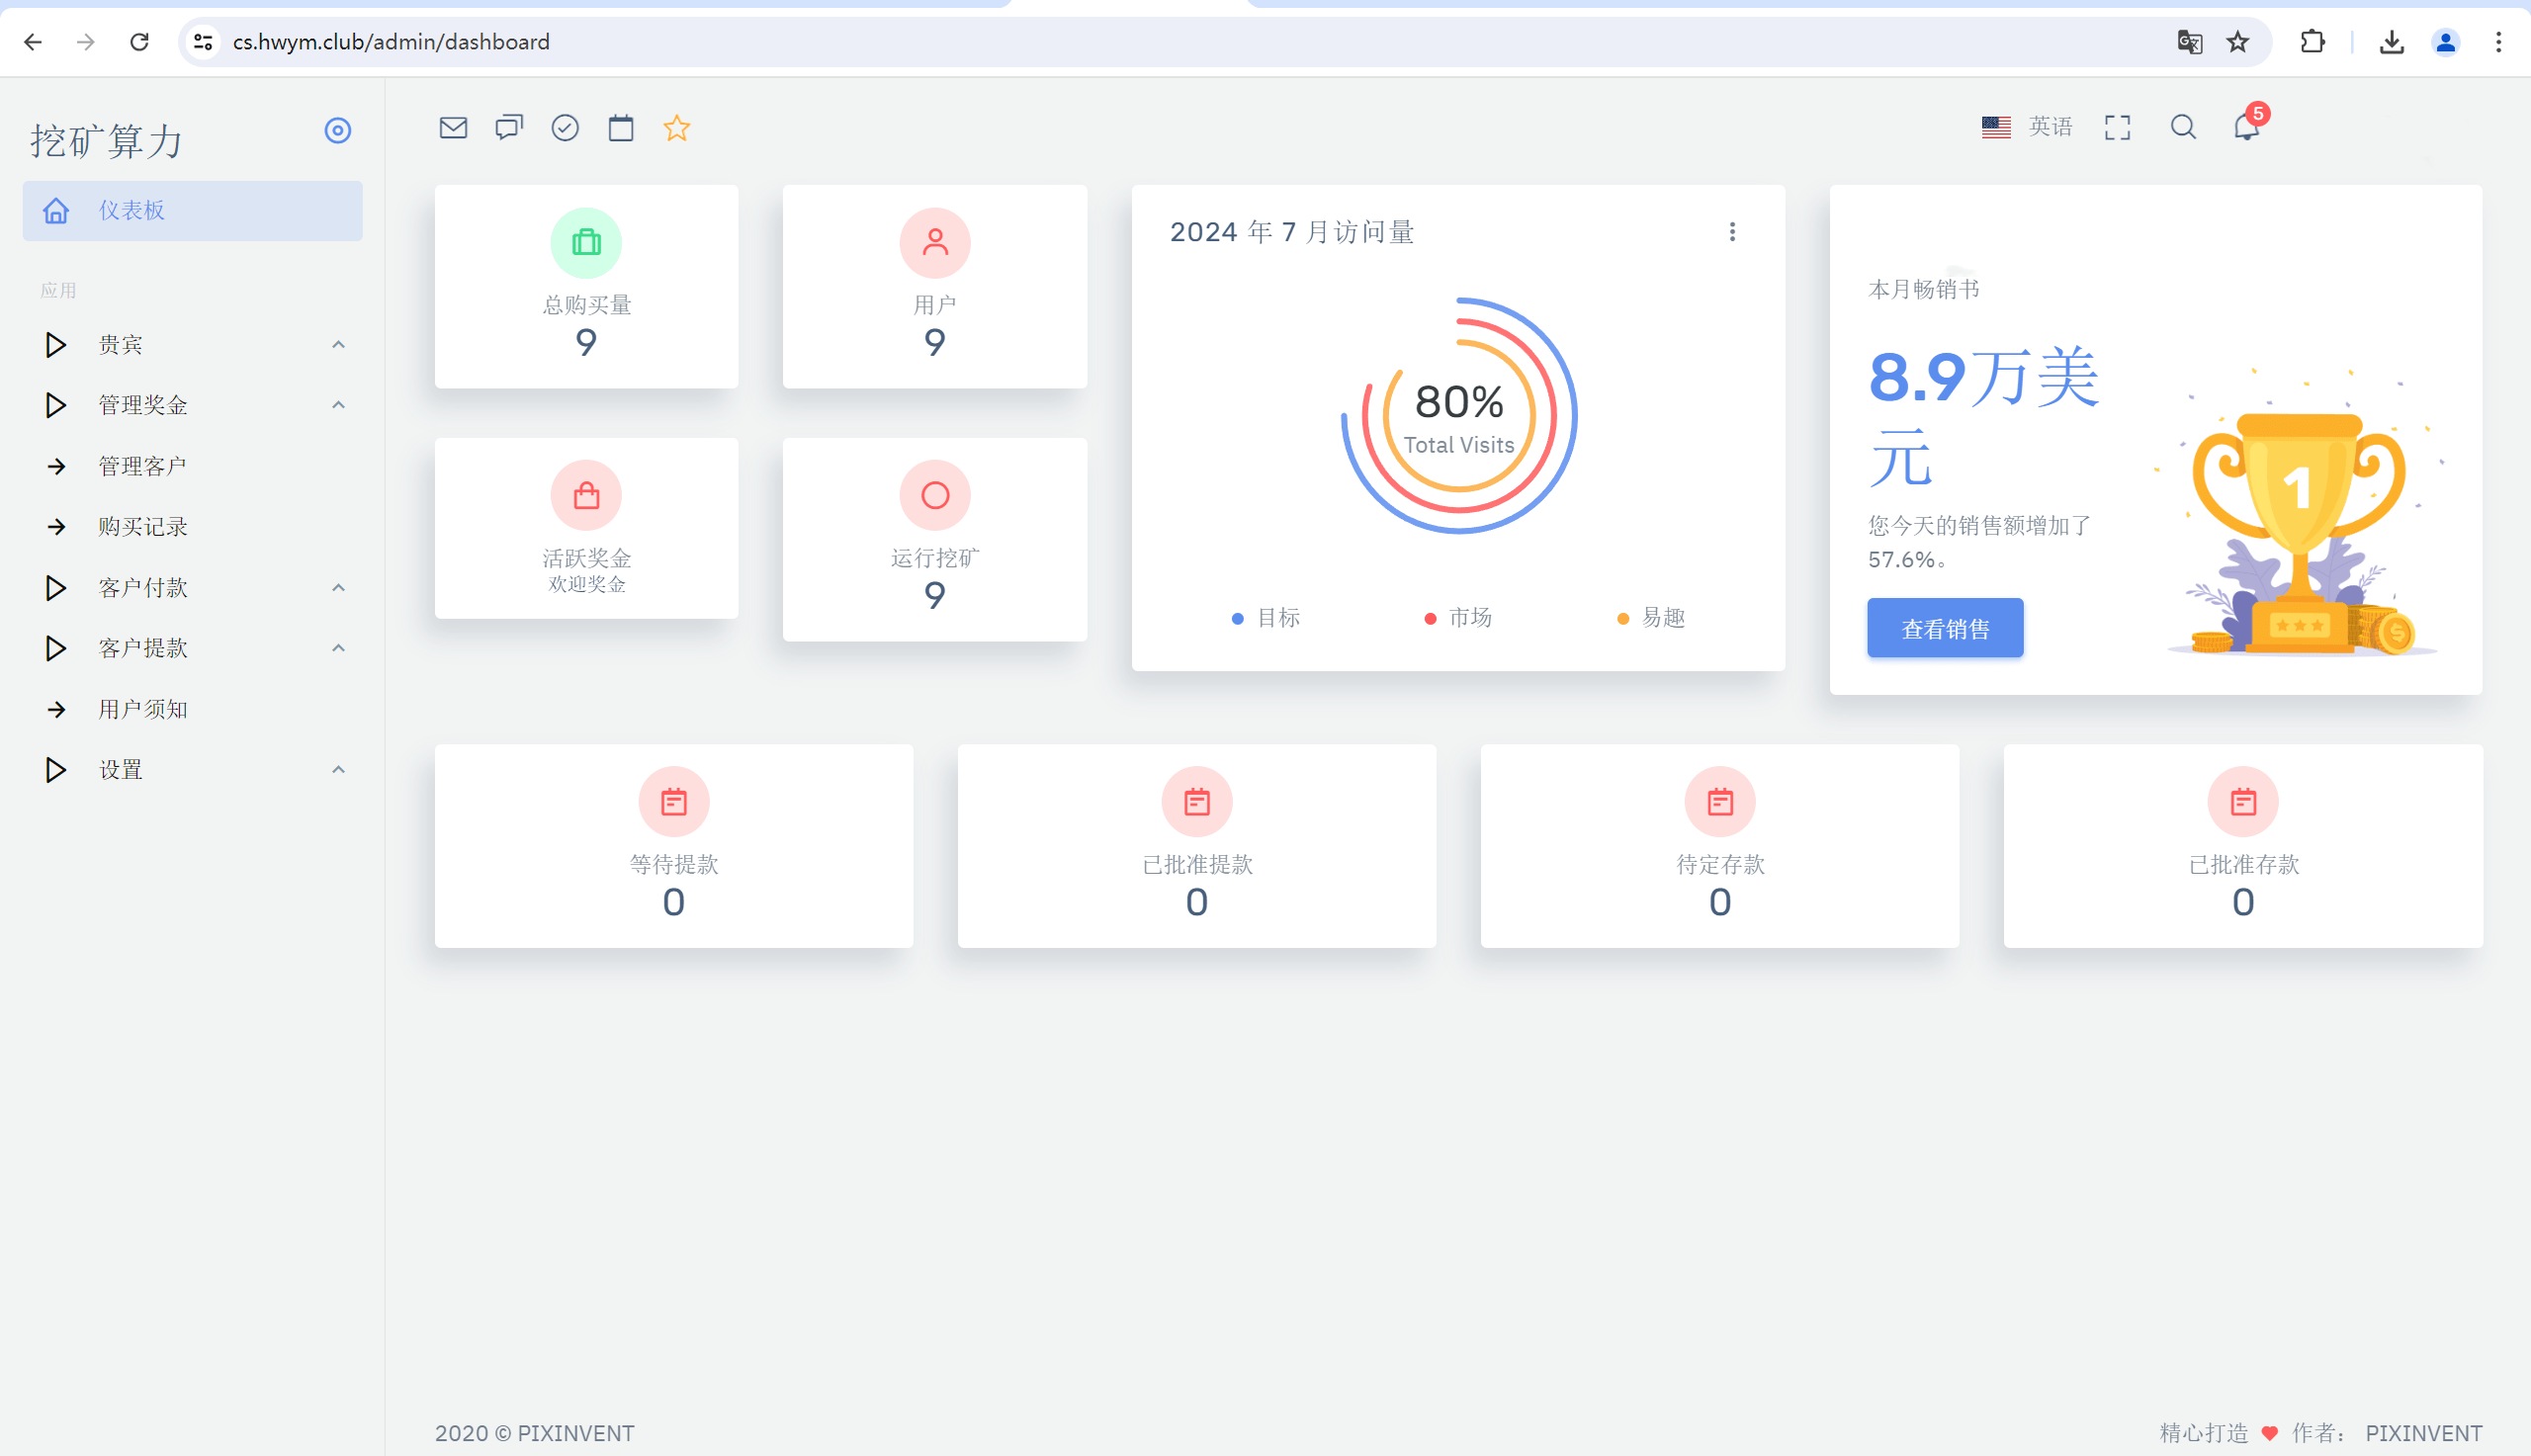 cs.hwym.club/admin/dashboard
挖矿算力
仪表板
应用
贵宾
管理奖金
管理客户
购买记录
客户付款
客户提款
用户须知
设置
英语
5
总购买量
9
用户
9
活跃奖金
欢迎奖金
运行挖矿
9
2024 年 7 月访问量
80%
Total Visits
目标
市场
易趣
本月畅销书
8.9万美
元
您今天的销售额增加了
57.6%。
查看销售
1
等待提款
0
已批准提款
0
待定存款
0
已批准存款
0
2020 © PIXINVENT
精心打造 ❤ 作者： PIXINVENT